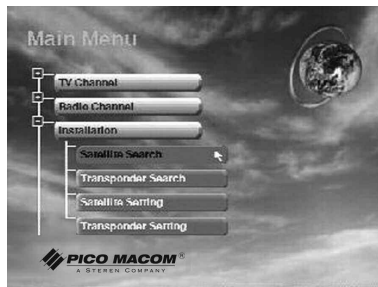 Main Menu
TV Channel
Radio Channel
Installation
Satellite Search
Transponder Search
Satellite Setting
Transponder Setting
PICO MACOM®
A STEREN COMPANY